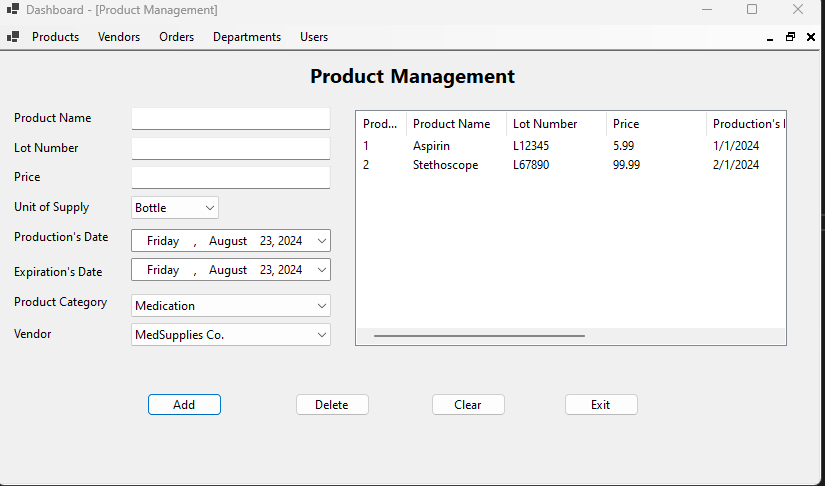 Dashboard - [Product Management]
Products Vendors Orders Departments Users
Product Management
Product Name
Lot Number
Price
Unit of Supply Bottle
Production's Date Friday , August 23, 2024
Expiration's Date Friday , August 23, 2024
Product Category Medication
Vendor MedSupplies Co.
Prod... Product Name Lot Number Price Production's
1 Aspirin L12345 5.99 1/1/2024
2 Stethoscope L67890 99.99 2/1/2024
Add Delete Clear Exit